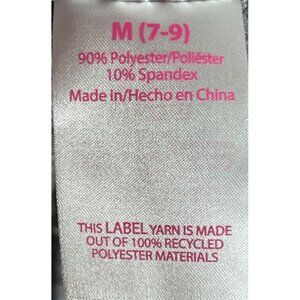 M (7-9)
90% Polyester/Poliéster
10% Spandex
Made in/Hecho en China
THIS LABEL YARN IS MADE
OUT OF 100% RECYCLED
POLYESTER MATERIALS